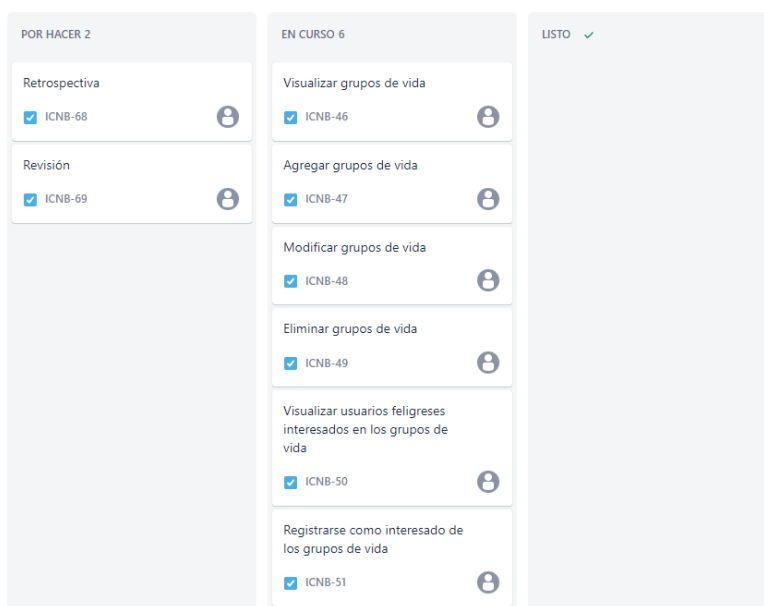 POR HACER 2
Retrospectiva
ICNB-68
Revisión
ICNB-69
EN CURSO 6
Visualizar grupos de vida
ICNB-46
Agregar grupos de vida
ICNB-47
Modificar grupos de vida
ICNB-48
Eliminar grupos de vida
ICNB-49
Visualizar usuarios feligreses
interesados en los grupos de
vida
ICNB-50
Registrarse como interesado de
los grupos de vida
ICNB-51
LISTO